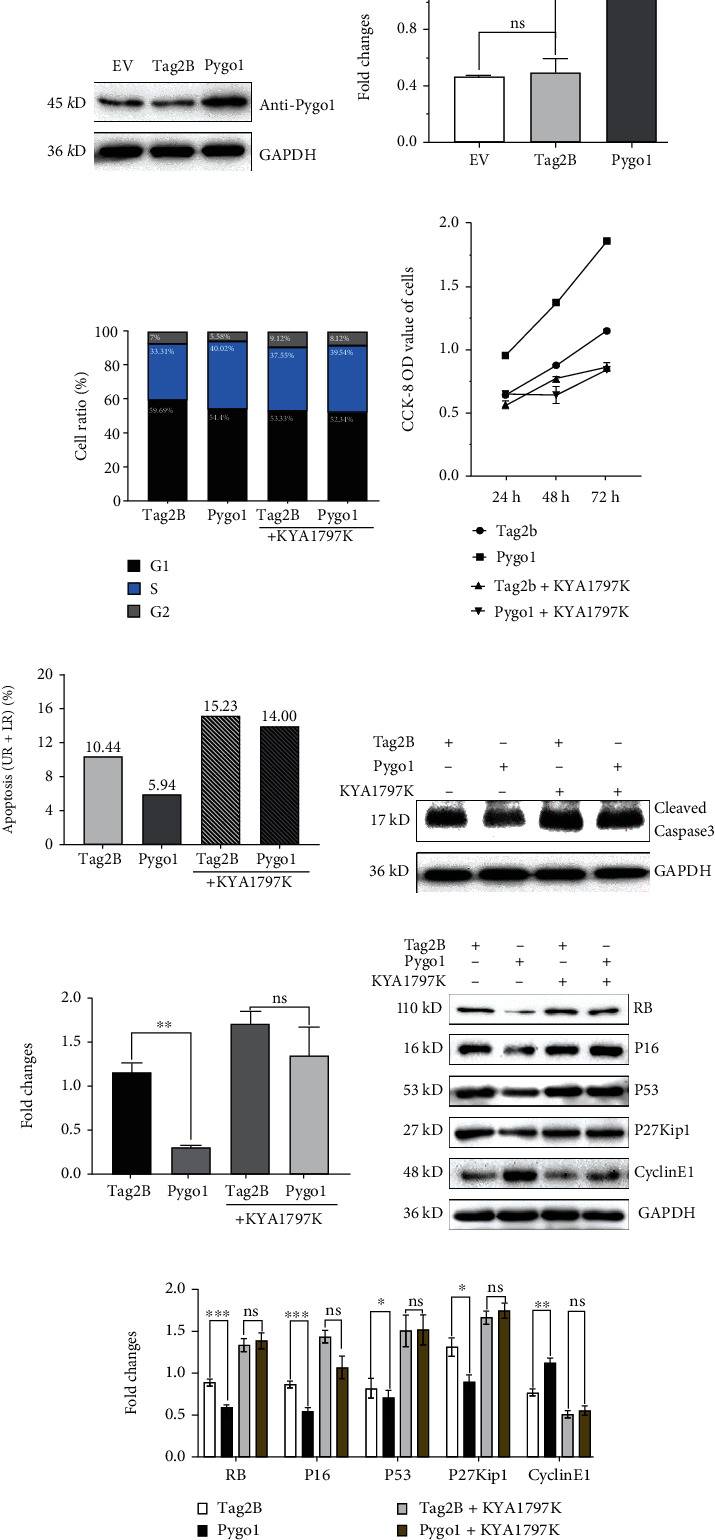 EV Tag2B Pygo1
45 kD Anti-Pygo1
36 kD GAPDH
Fold changes
0.8
0.4
0.0
ns
EV Tag2B Pygo1
Cell ratio (%)
100
80
60
40
20
0
7% 5.58% 9.12% 8.12%
33.31% 40.02% 37.55% 39.54%
59.69% 54.4% 53.33% 52.34%
Tag2B Pygo1 Tag2B Pygo1
+KYA1797K
G1
S
G2
CCK-8 OD value of cells
2.0
1.5
1.0
0.5
0.0
24 h 48 h 72 h
Tag2b
Pygo1
Tag2b + KYA1797K
Pygo1 + KYA1797K
Apoptosis (UR + LR) (%)
20
16
12
8
4
0
10.44 5.94 15.23 14.00
Tag2B Pygo1 Tag2B Pygo1
+KYA1797K
Tag2B + – + –
Pygo1 – + – +
KYA1797K – – + +
17 kD Cleaved
Caspase3
36 kD GAPDH
Fold changes
2.0
1.5
1.0
0.5
0.0
** ns
Tag2B Pygo1 Tag2B Pygo1
+KYA1797K
Tag2B + – + –
Pygo1 – + – +
KYA1797K – – + +
110 kD RB
16 kD P16
53 kD P53
27 kD P27Kip1
48 kD CyclinE1
36 kD GAPDH
Fold changes
2.0
1.5
1.0
0.5
0.0
*** ns *** ns * ns * ns ** ns
RB P16 P53 P27Kip1 CyclinE1
Tag2B Tag2B + KYA1797K
Pygo1 Pygo1 + KYA1797K